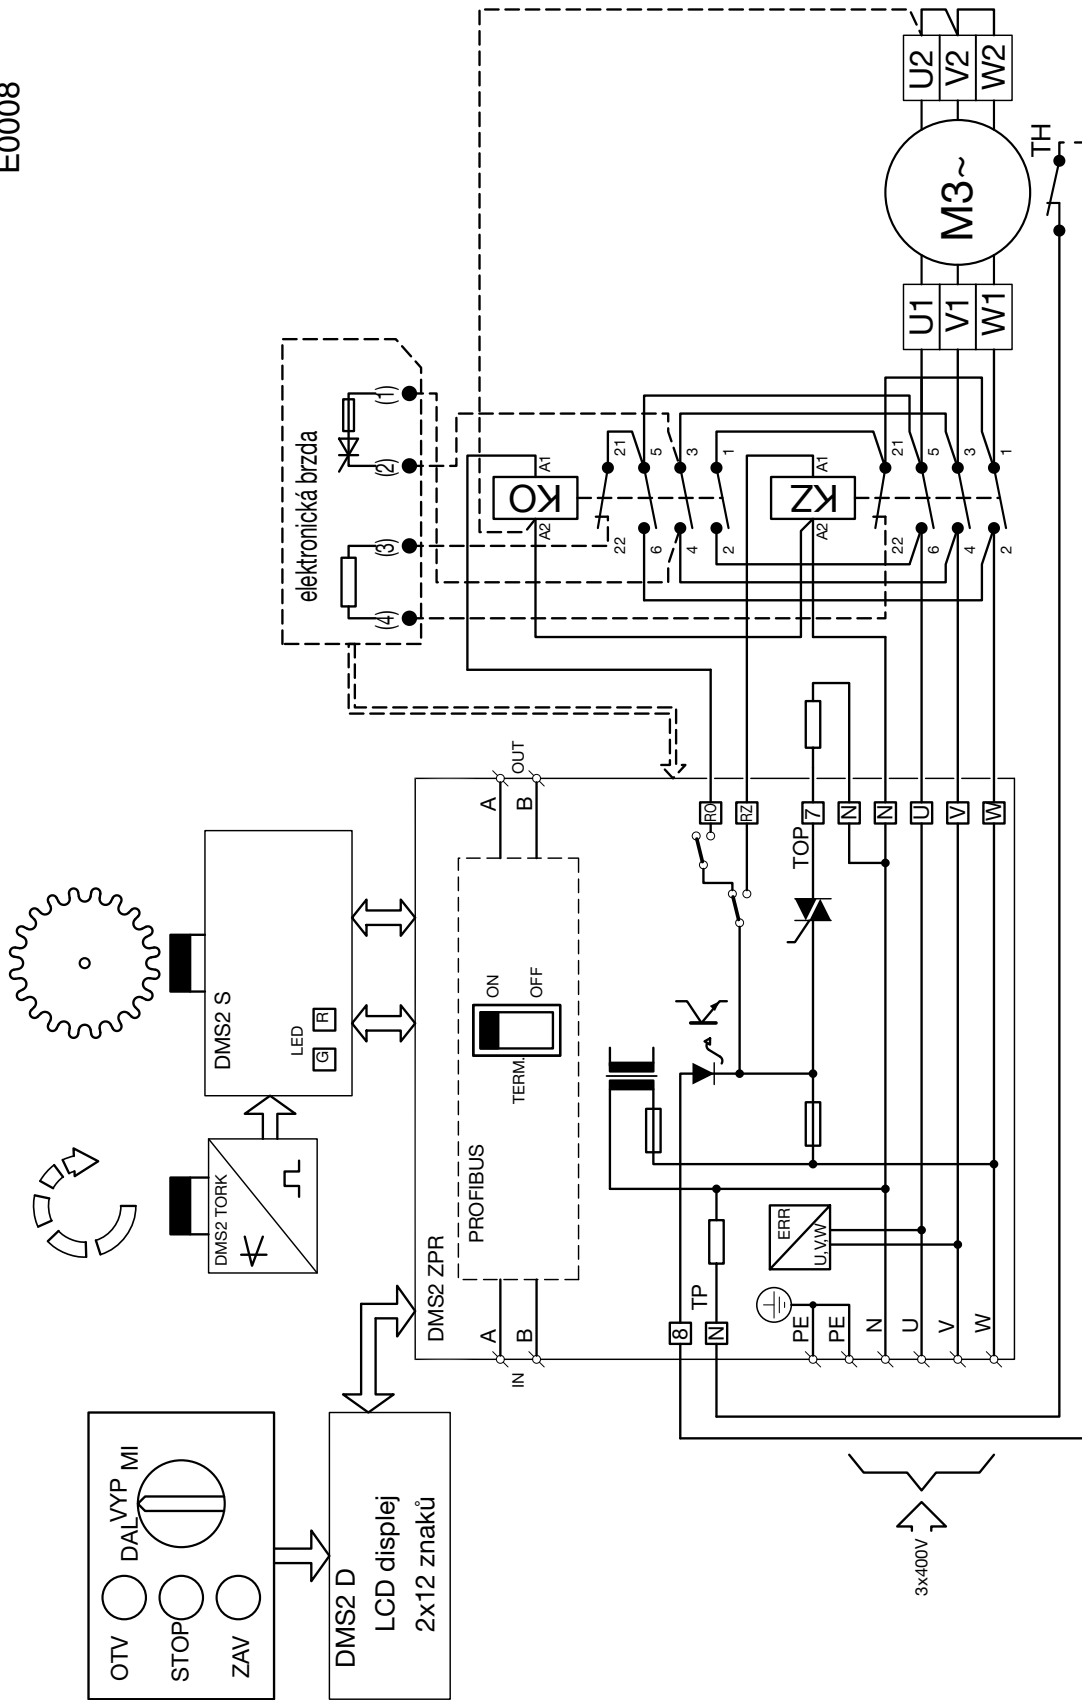 E0008
U2
V2
W2
TH
M3~
U1
V1
W1
elektronická brzda
(1)
(2)
(3)
(4)
KO
A1
A2
21
5
3
1
22
6
4
2
KZ
A1
A2
21
5
3
1
22
6
4
2
DMS2 S
LED
G
R
DMS2 TORK
DMS2 ZPR
PROFIBUS
TERM.
ON
OFF
A
B
OUT
A
B
IN
RO
RZ
TOP
7
N
N
U
V
W
ERR
U,V,W
TP
8
N
PE
PE
N
U
V
W
3x400V
OTV
STOP
ZAV
DAL
VYP
MI
DMS2 D
LCD displej
2x12 znaků